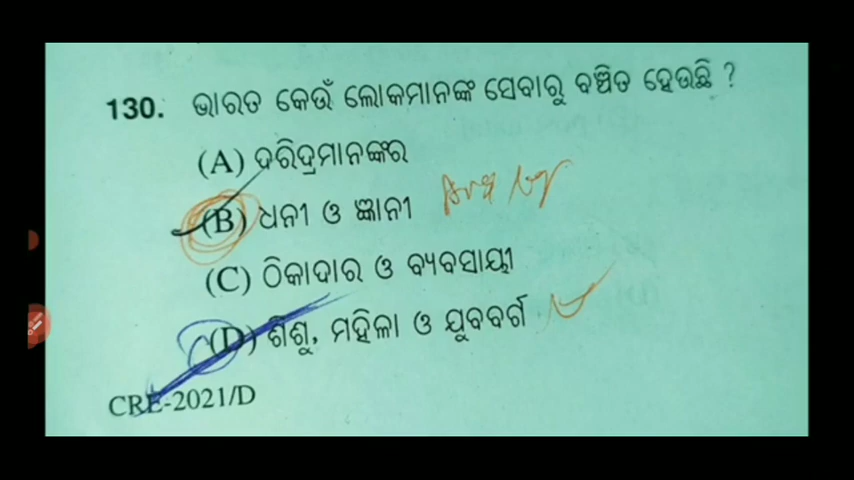 130. ଭାରତ କେଉଁ ଲୋକମାନଙ୍କ ସେବାରୁ ବଞ୍ଚିତ ହେଉଛି ?
(A) ଦରିଦ୍ରମାନଙ୍କର
(B) ଧନୀ ଓ ଜ୍ଞାନୀ
(C) ଠିକାଦାର ଓ ବ୍ୟବସାୟୀ
(D) ଶିଶୁ, ମହିଳା ଓ ଯୁବବର୍ଗ
CRE-2021/D